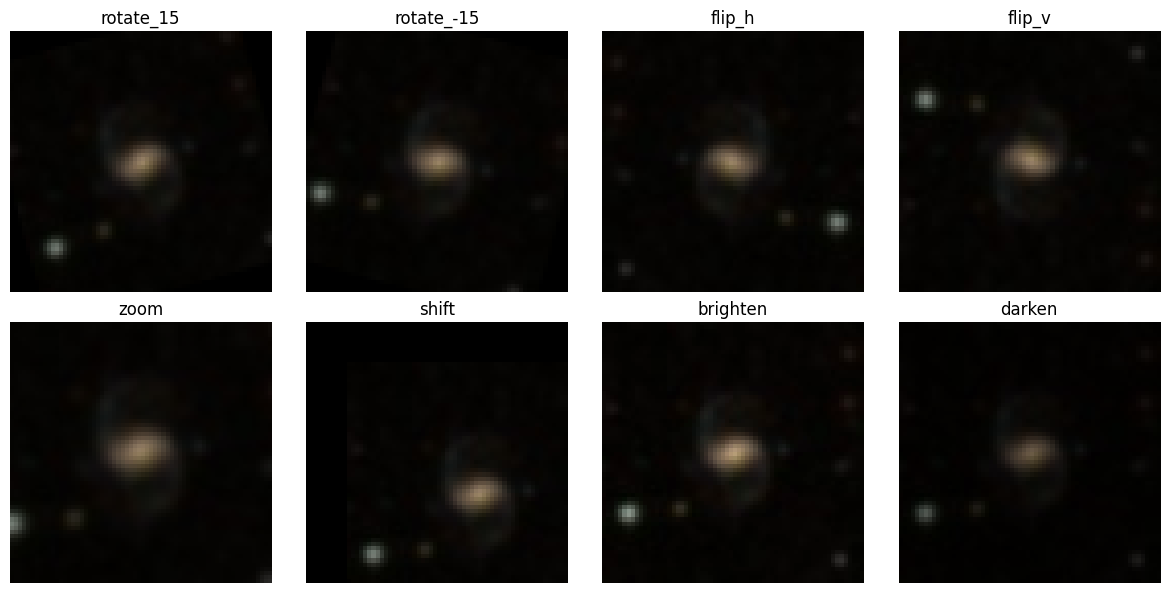 rotate_15 rotate_-15 flip_h flip_v
zoom shift brighten darken